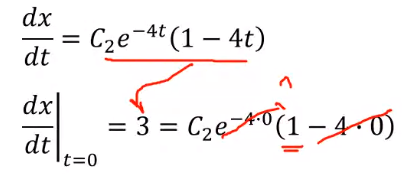 dx/dt = C₂e^{-4t}(1 − 4t)
dx/dt|_{t=0} = 3 = C₂e^{-4·0}(1 − 4·0)